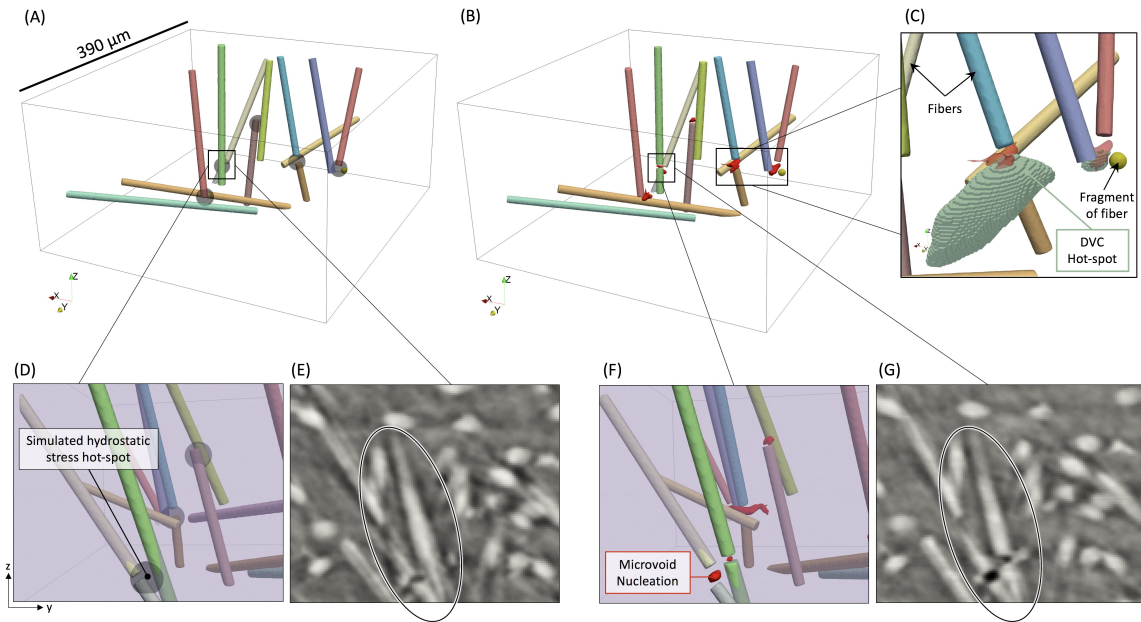 (A)
390 µm
Z
X
Y
(B)
Z
X
Y
(C)
Fibers
Fragment
of fiber
DVC
Hot-spot
(D)
Simulated hydrostatic
stress hot-spot
z
y
(E)
(F)
Microvoid
Nucleation
(G)